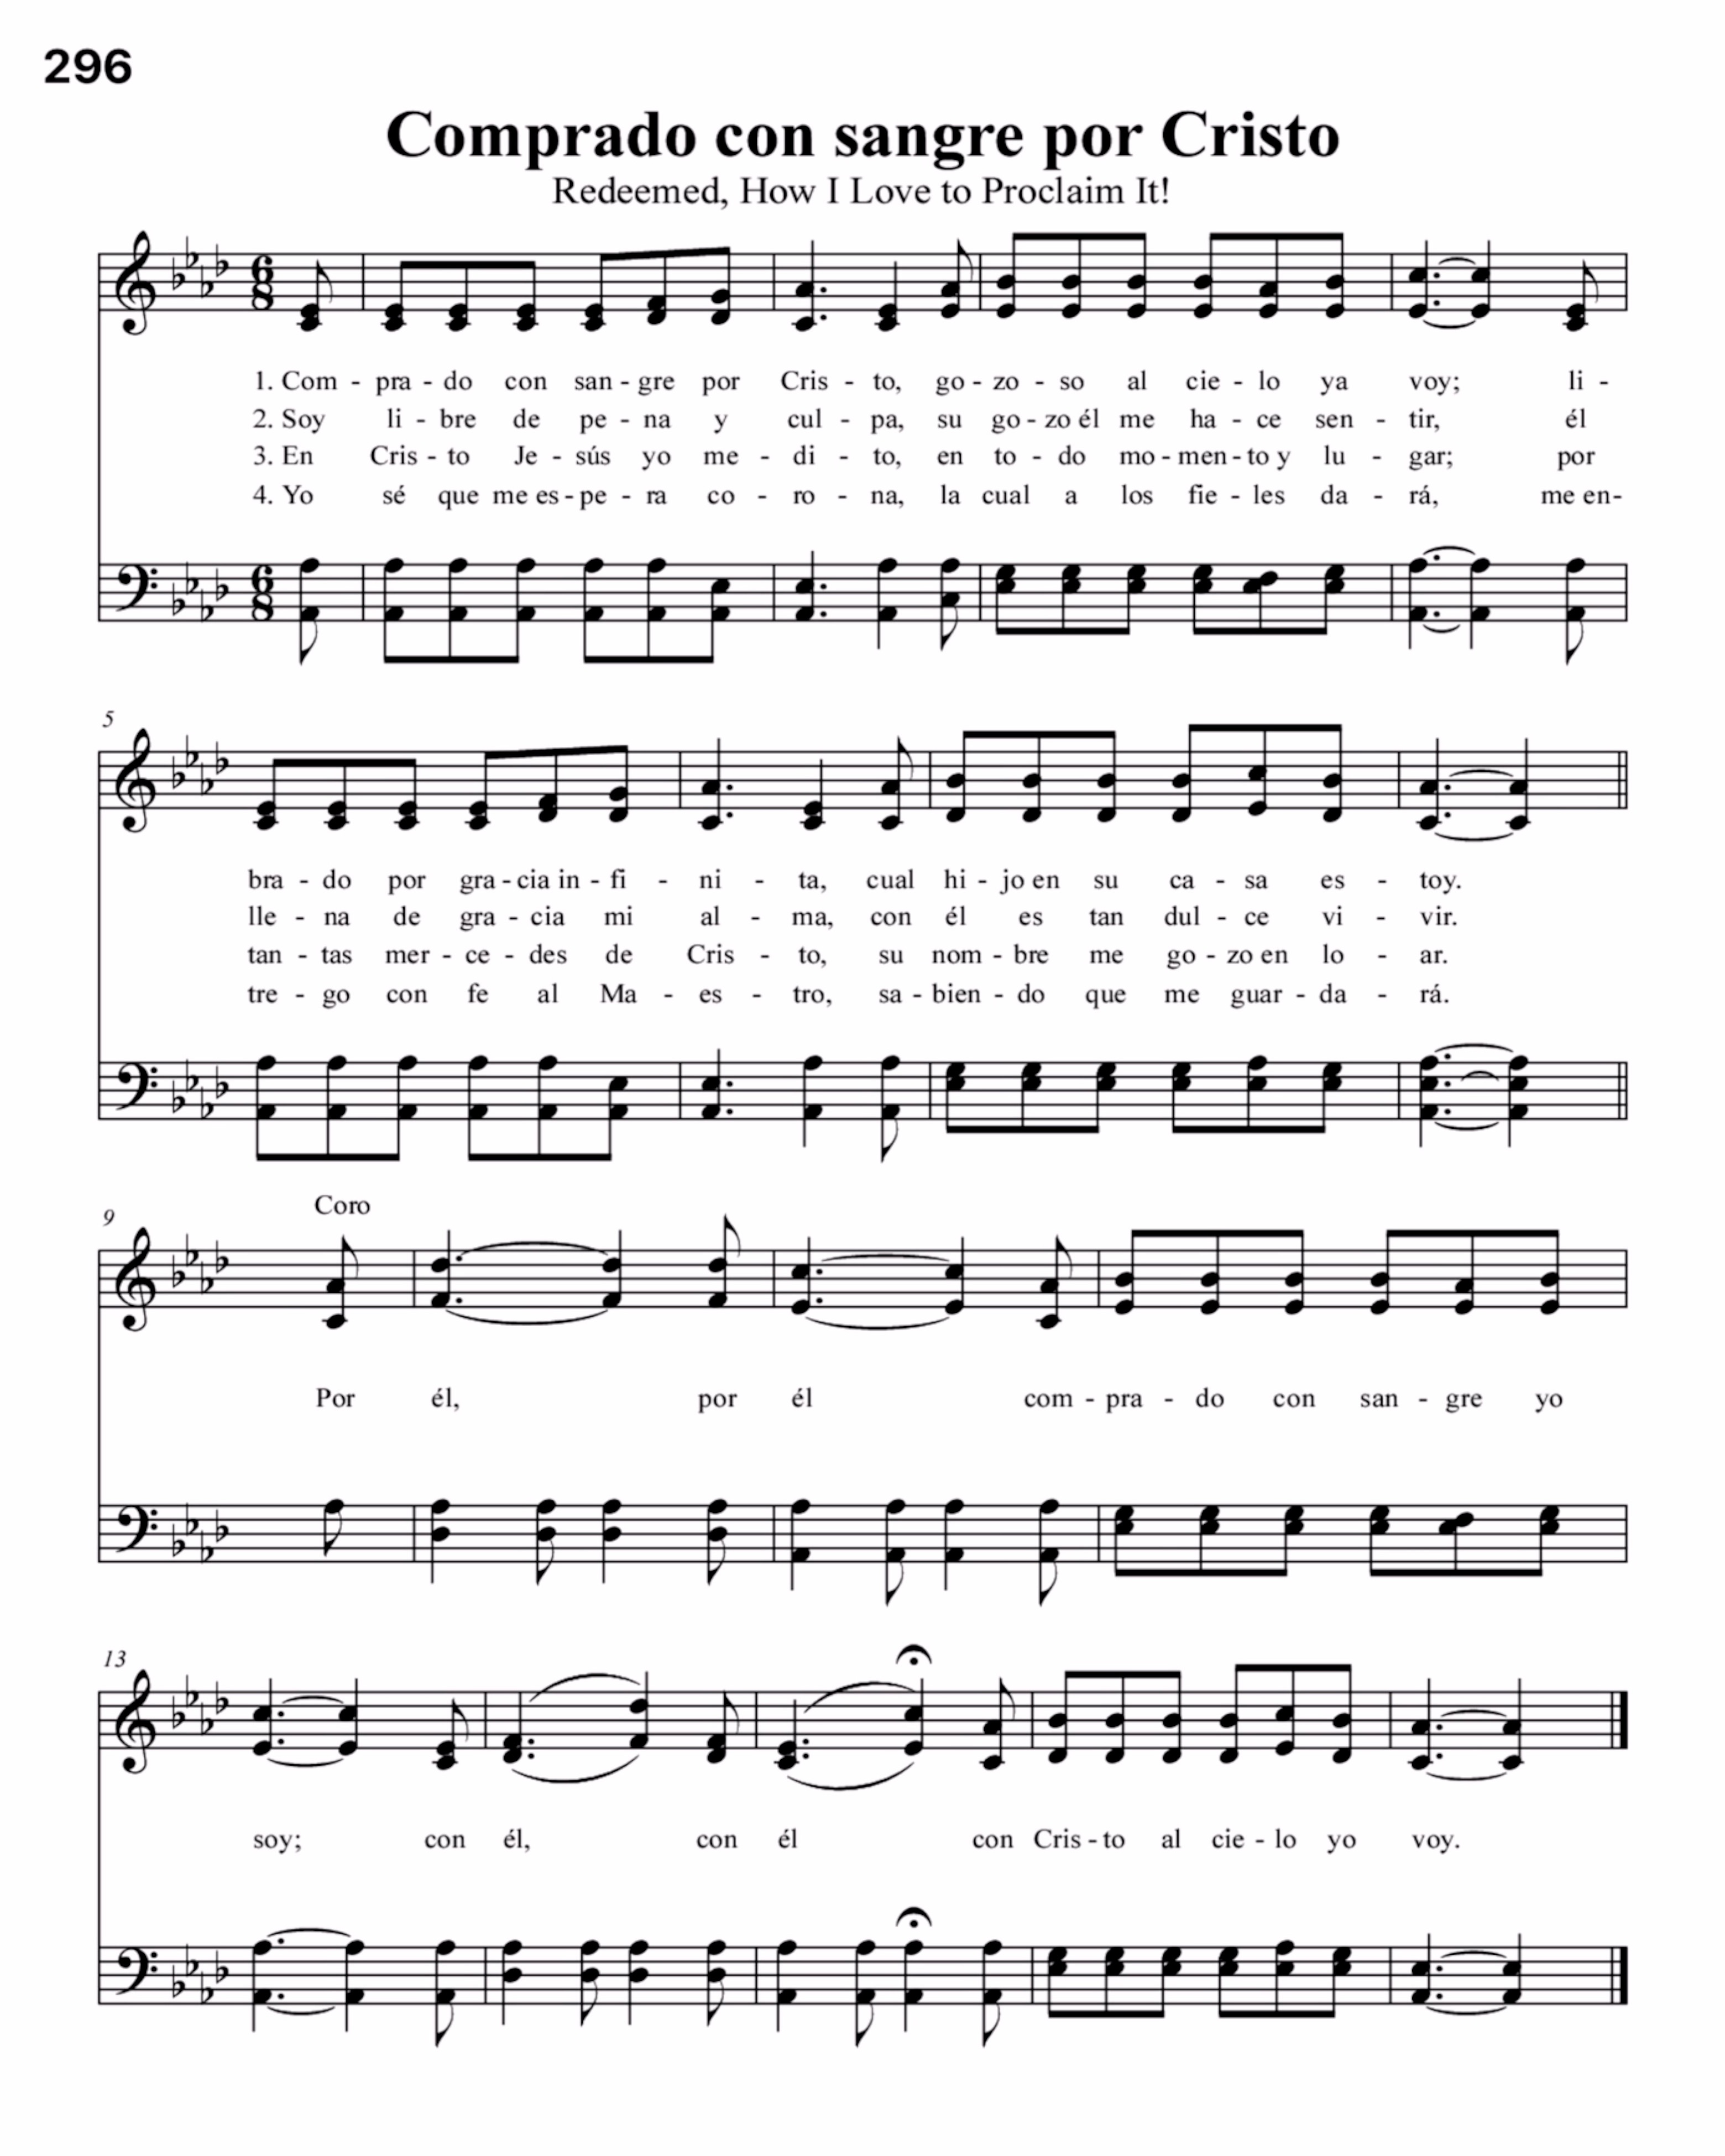 296
Comprado con sangre por Cristo
Redeemed, How I Love to Proclaim It!
1. Com - pra - do con san - gre por Cris - to, go - zo - so al cie - lo ya voy; li -
2. Soy li - bre de pe - na y cul - pa, su go - zo él me ha - ce sen - tir, él
3. En Cris - to Je - sús yo me - di - to, en to - do mo - men - to y lu - gar; por
4. Yo sé que me es - pe - ra co - ro - na, la cual a los fie - les da - rá, me en-
5
bra - do por gra - cia in - fi - ni - ta, cual hi - jo en su ca - sa es - toy.
lle - na de gra - cia mi al - ma, con él es tan dul - ce vi - vir.
tan - tas mer - ce - des de Cris - to, su nom - bre me go - zo en lo - ar.
tre - go con fe al Ma - es - tro, sa - bien - do que me guar - da - rá.
9
Coro
Por él, por él com - pra - do con san - gre yo
13
soy; con él, con él con Cris - to al cie - lo yo voy.